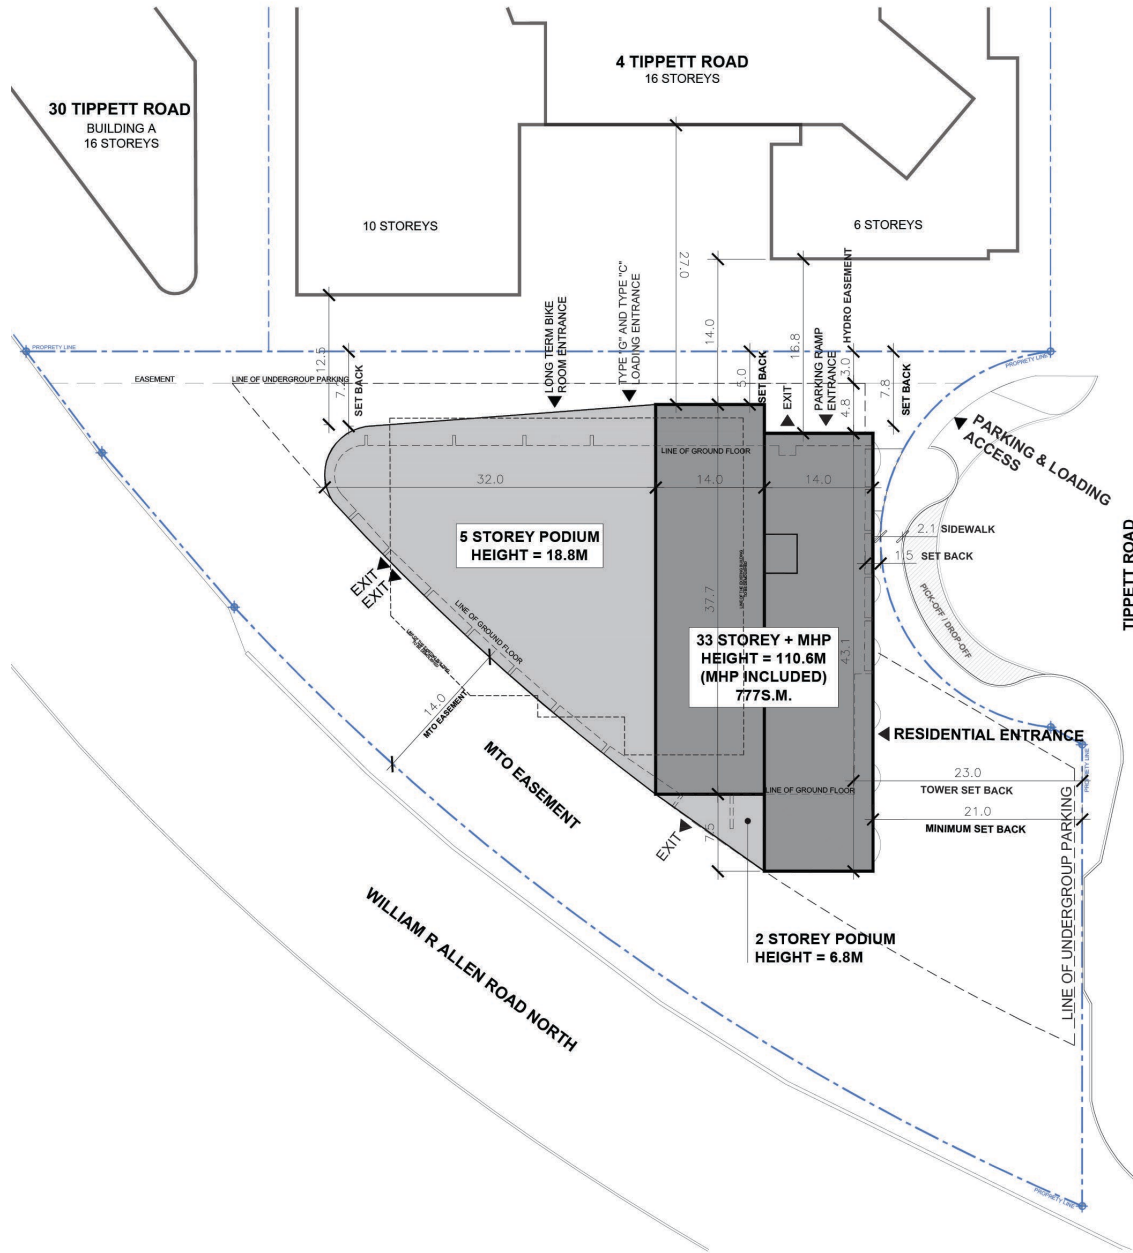 4 TIPPETT ROAD
16 STOREYS
30 TIPPETT ROAD
BUILDING A
16 STOREYS
10 STOREYS
6 STOREYS
27.0
HYDRO EASEMENT
LONG TERM BIKE
ROOM ENTRANCE
TYPE "G" AND TYPE "C"
LOADING ENTRANCE
14.0
16.8
PARKING RAMP
ENTRANCE
EXIT
PROPRETY LINE
12.5
7.2
SET BACK
5.0
SET BACK
3.0
4.8
7.8
SET BACK
PROPRETY LINE
EASEMENT
LINE OF UNDERGROUP PARKING
PARKING & LOADING
ACCESS
LINE OF GROUND FLOOR
32.0
14.0
14.0
5 STOREY PODIUM
HEIGHT = 18.8M
2.1 SIDEWALK
1.5 SET BACK
TIPPETT ROAD
EXIT
EXIT
PICK-OFF / DROP-OFF
37.7
LINE OF GROUND FLOOR
33 STOREY + MHP
HEIGHT = 110.6M
(MHP INCLUDED)
777S.M.
43.1
14.0
MTO EASEMENT
RESIDENTIAL ENTRANCE
MTO EASEMENT
23.0
TOWER SET BACK
PROPRETY LINE
LINE OF GROUND FLOOR
21.0
MINIMUM SET BACK
EXIT
7.5
LINE OF UNDERGROUP PARKING
WILLIAM R ALLEN ROAD NORTH
2 STOREY PODIUM
HEIGHT = 6.8M
PROPRETY LINE